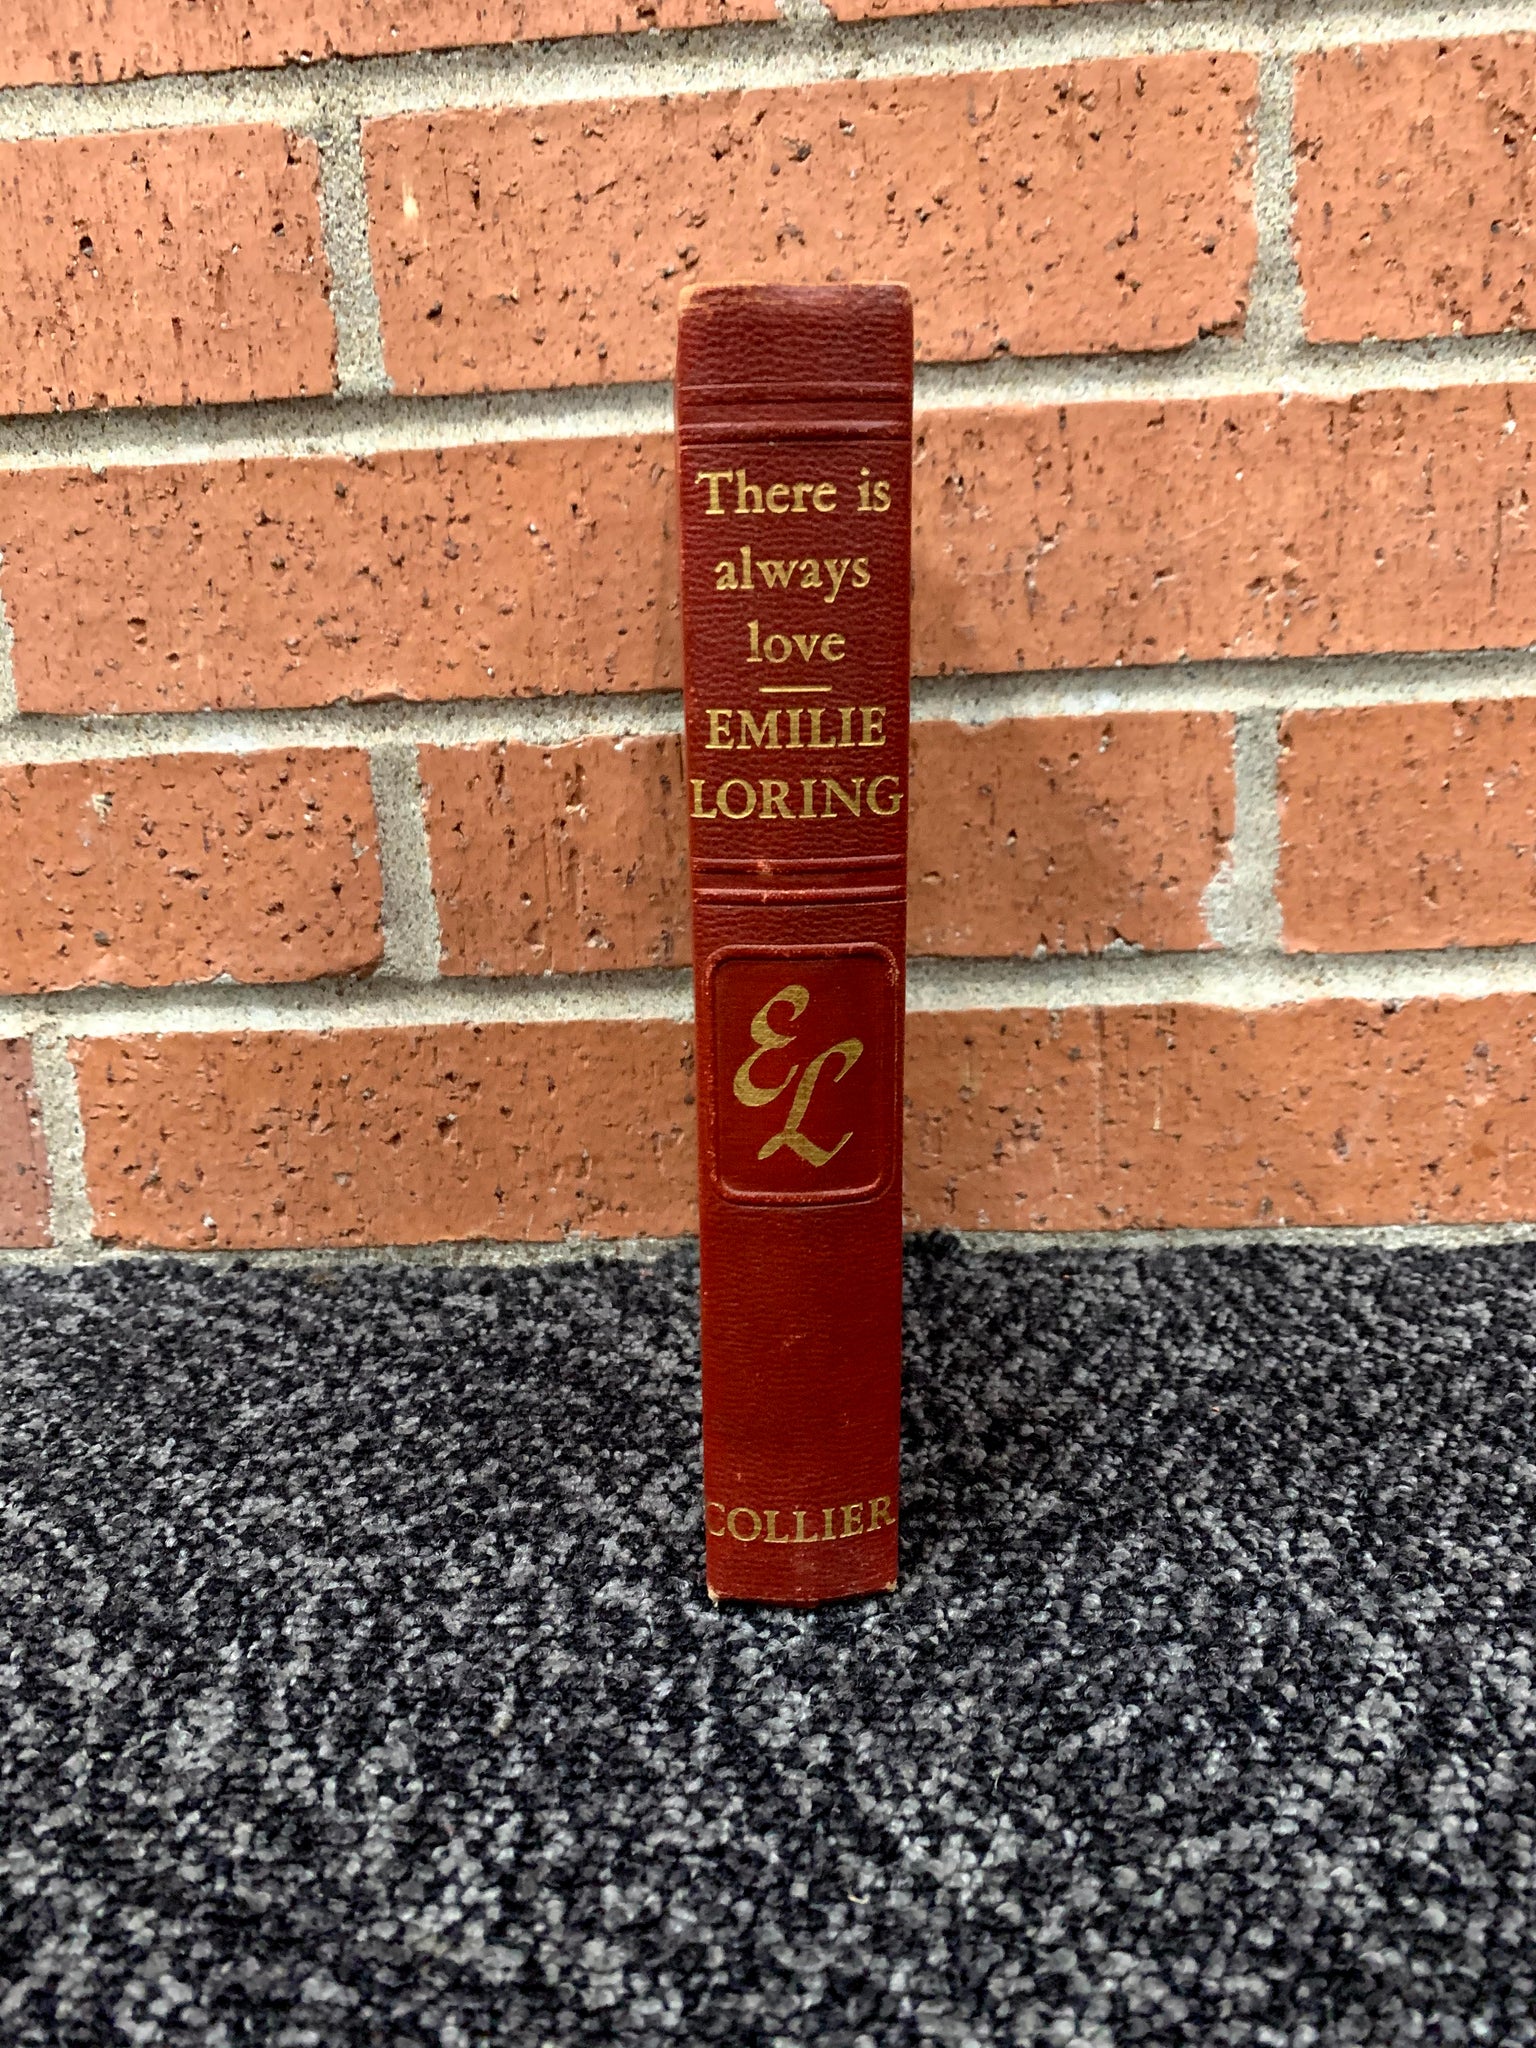 There is
always
love
EMILIE
LORING
EL
COLLIER